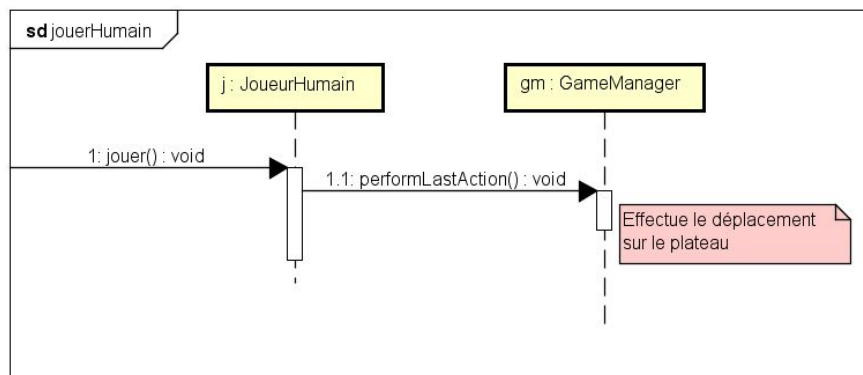 sd jouerHumain
j : JoueurHumain
gm : GameManager
1: jouer() : void
1.1: performLastAction() : void
Effectue le déplacement
sur le plateau